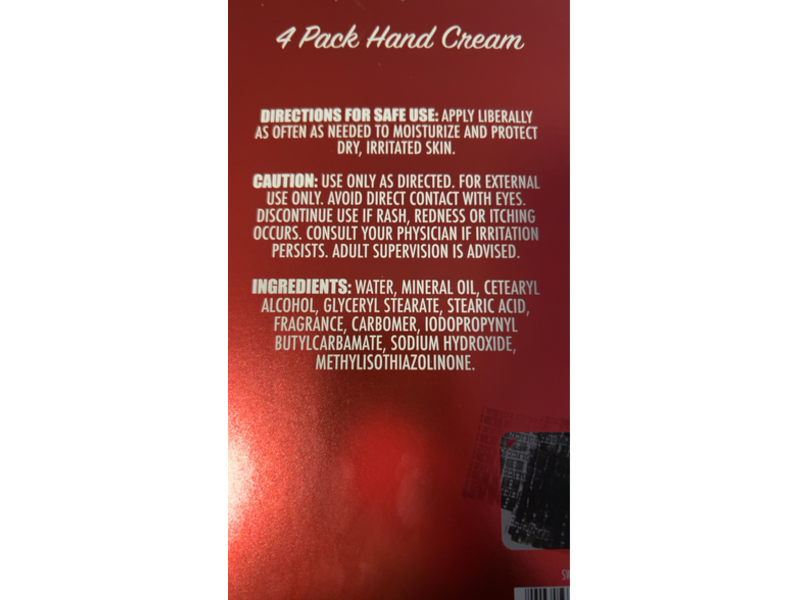 4 Pack Hand Cream
DIRECTIONS FOR SAFE USE: APPLY LIBERALLY
AS OFTEN AS NEEDED TO MOISTURIZE AND PROTECT
DRY, IRRITATED SKIN.
CAUTION: USE ONLY AS DIRECTED. FOR EXTERNAL
USE ONLY. AVOID DIRECT CONTACT WITH EYES.
DISCONTINUE USE IF RASH, REDNESS OR ITCHING
OCCURS. CONSULT YOUR PHYSICIAN IF IRRITATION
PERSISTS. ADULT SUPERVISION IS ADVISED.
INGREDIENTS: WATER, MINERAL OIL, CETEARYL
ALCOHOL, GLYCERYL STEARATE, STEARIC ACID,
FRAGRANCE, CARBOMER, IODOPROPYNYL
BUTYLCARBAMATE, SODIUM HYDROXIDE,
METHYLISOTHIAZOLINONE.